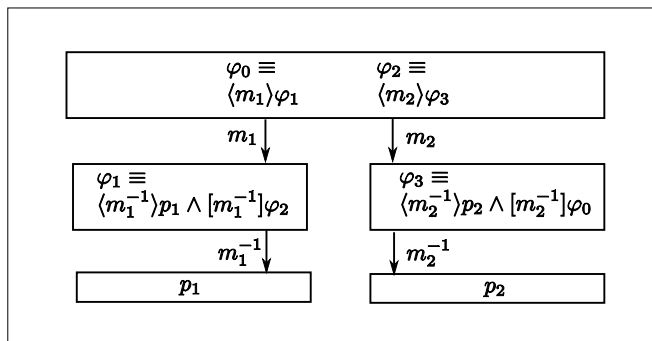 φ₀ ≡ φ₂ ≡
⟨m₁⟩φ₁ ⟨m₂⟩φ₃
m₁ m₂
φ₁ ≡ φ₃ ≡
⟨m₁⁻¹⟩p₁ ∧ [m₁⁻¹]φ₂ ⟨m₂⁻¹⟩p₂ ∧ [m₂⁻¹]φ₀
m₁⁻¹ m₂⁻¹
p₁ p₂